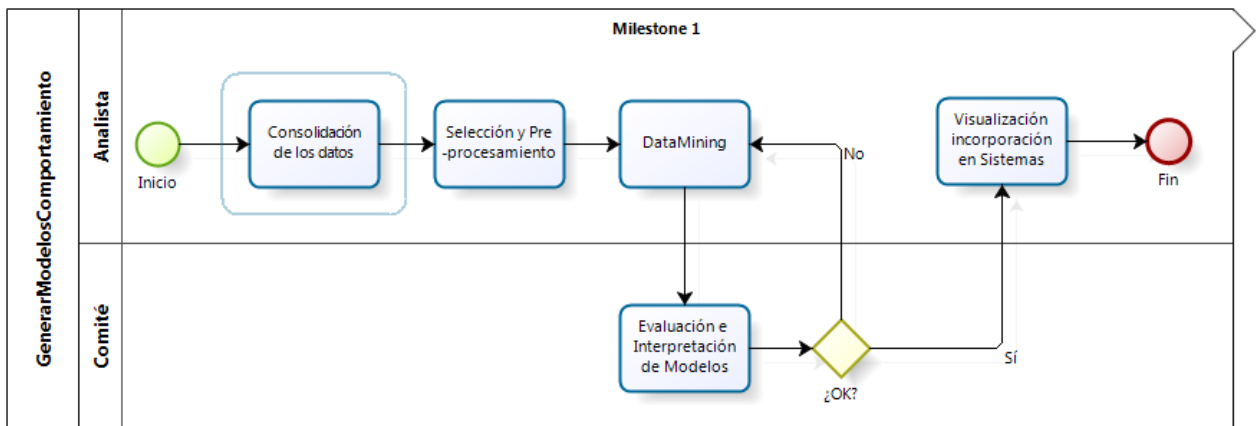 Milestone 1
GenerarModelosComportamiento
Analista
Inicio
Consolidación
de los datos
Selección y Pre
-procesamiento
DataMining
No
Visualización
incorporación
en Sistemas
Fin
Comité
Evaluación e
Interpretación
de Modelos
¿OK?
Sí